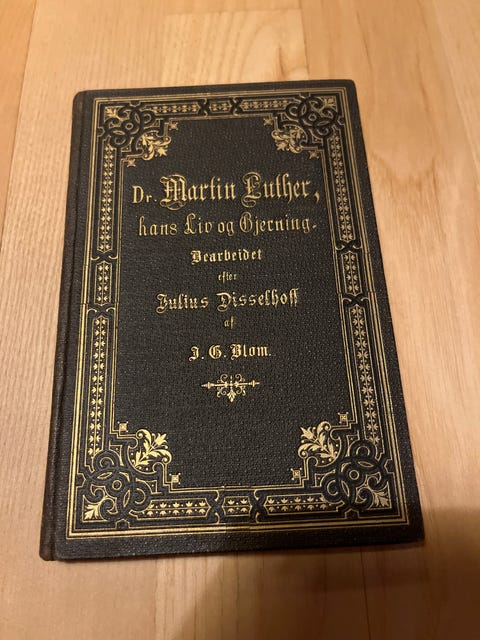 Dr. Martin Luther,
hans Liv og Gjerning.
Bearbeidet
efter
Julius Disselhoff
af
J. G. Blom.